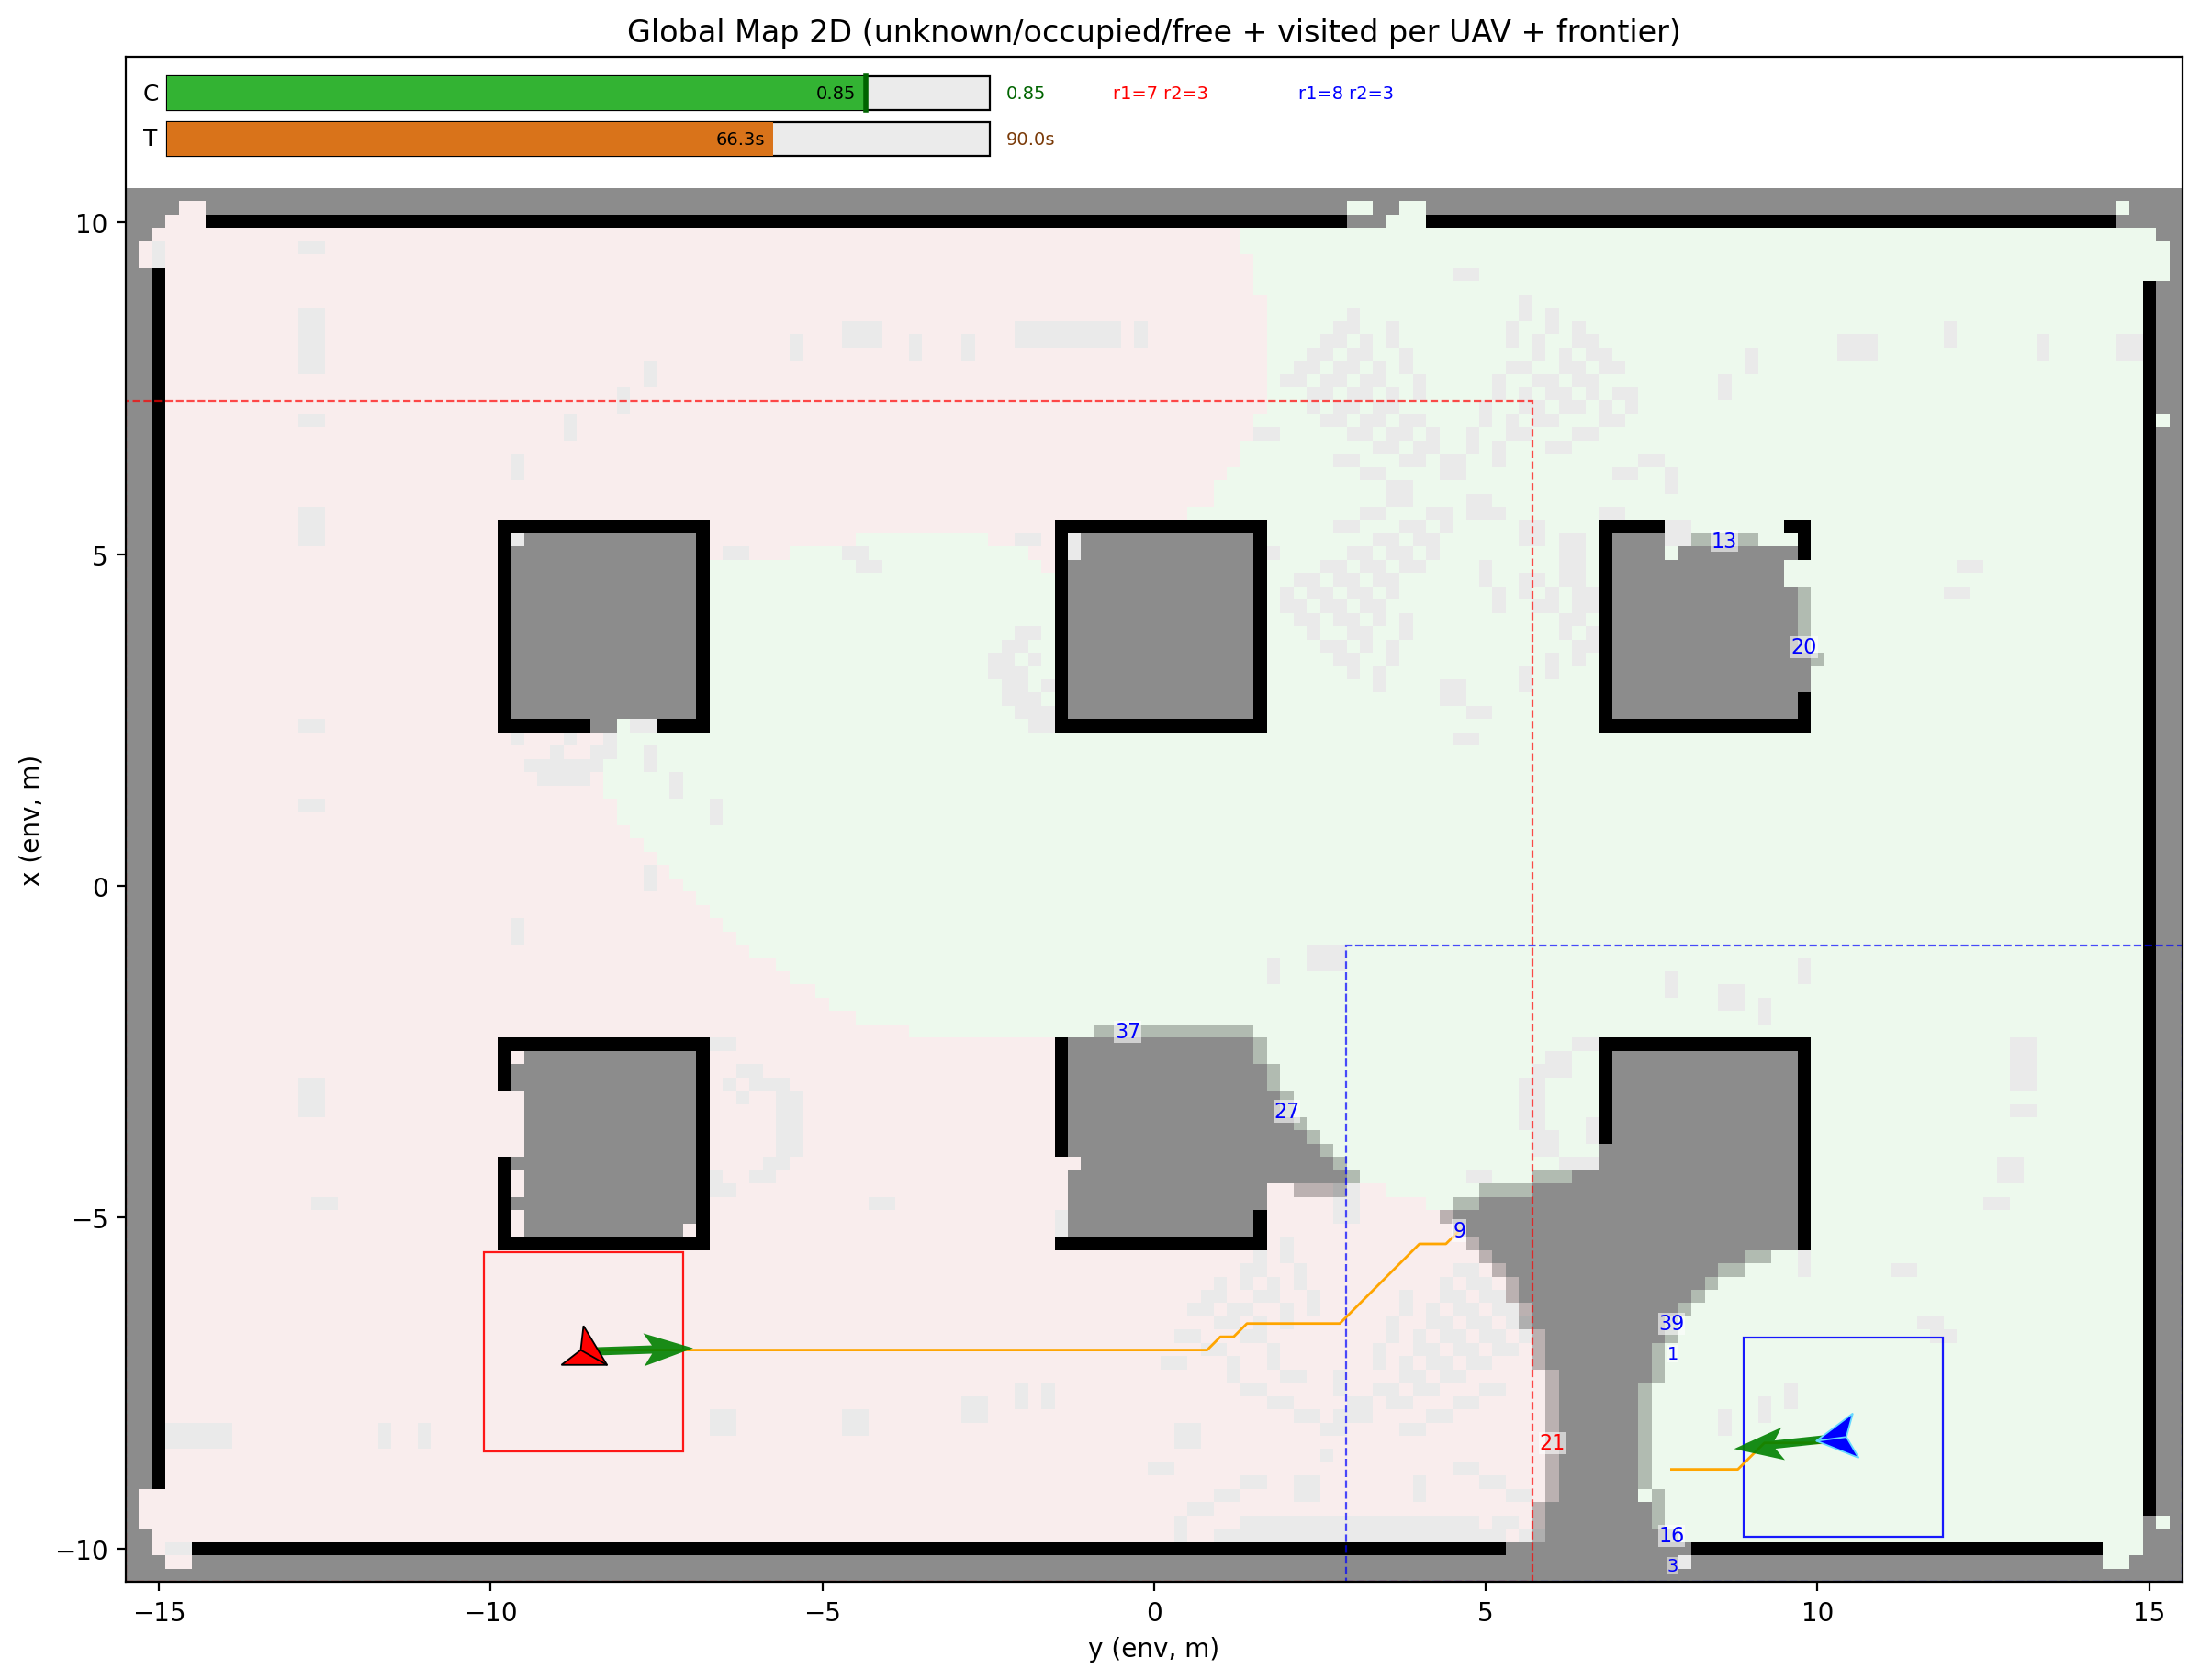 Global Map 2D (unknown/occupied/free + visited per UAV + frontier)
C 0.85 0.85 r1=7 r2=3 r1=8 r2=3
T 66.3s 90.0s
10
5
0
−5
−10
x (env, m)
13
20
37
27
9
39
1
21
16
3
−15 −10 −5 0 5 10 15
y (env, m)